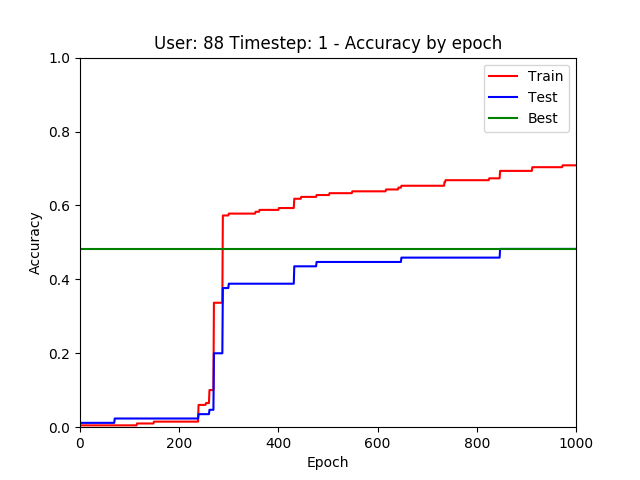 User: 88 Timestep: 1 - Accuracy by epoch
1.0
0.8
0.6
0.4
0.2
0.0
Accuracy
Train
Test
Best
0 200 400 600 800 1000
Epoch